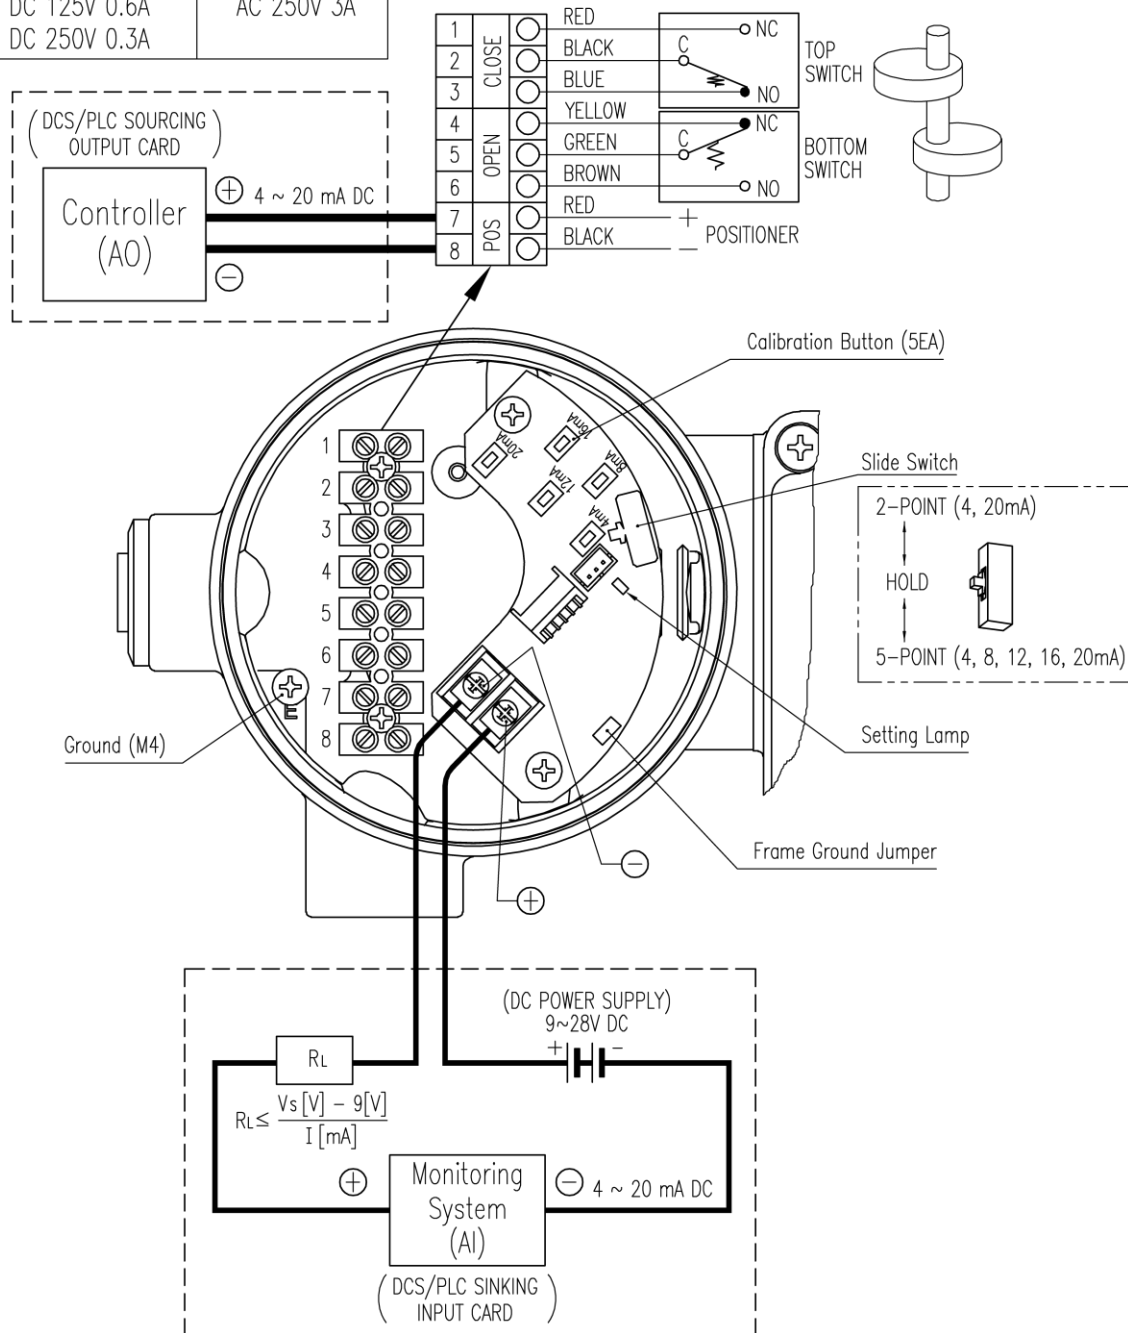 DC 125V 0.6A
AC 250V 3A
DC 250V 0.3A
1
2
3
4
5
6
7
8
CLOSE
OPEN
POS
RED
BLACK
BLUE
YELLOW
GREEN
BROWN
RED
BLACK
NC
C
NO
TOP
SWITCH
NC
C
NO
BOTTOM
SWITCH
+
−
POSITIONER
(DCS/PLC SOURCING
OUTPUT CARD)
Controller
(AO)
+
4 ~ 20 mA DC
−
Calibration Button (5EA)
Slide Switch
2-POINT (4, 20mA)
HOLD
5-POINT (4, 8, 12, 16, 20mA)
1
2
3
4
5
6
7
8
20mA
16mA
12mA
8mA
4mA
E
Ground (M4)
Setting Lamp
Frame Ground Jumper
−
+
(DC POWER SUPPLY)
9~28V DC
+ −
RL
RL≤ Vs[V] − 9[V]
I[mA]
+
Monitoring
System
(AI)
−
4 ~ 20 mA DC
(DCS/PLC SINKING
INPUT CARD)